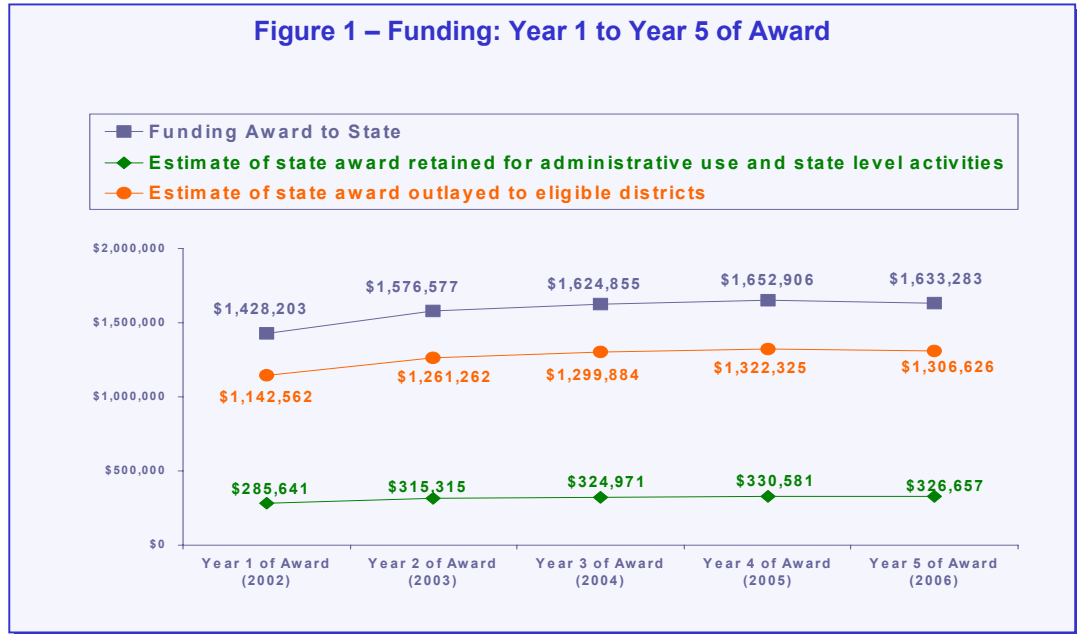 Figure 1 – Funding: Year 1 to Year 5 of Award
Funding Award to State
Estimate of state award retained for administrative use and state level activities
Estimate of state award outlayed to eligible districts
$2,000,000
$1,428,203
$1,576,577
$1,624,855
$1,652,906
$1,633,283
$1,500,000
$1,142,562
$1,261,262
$1,299,884
$1,322,325
$1,306,626
$1,000,000
$500,000
$285,641
$315,315
$324,971
$330,581
$326,657
$0
Year 1 of Award
(2002)
Year 2 of Award
(2003)
Year 3 of Award
(2004)
Year 4 of Award
(2005)
Year 5 of Award
(2006)